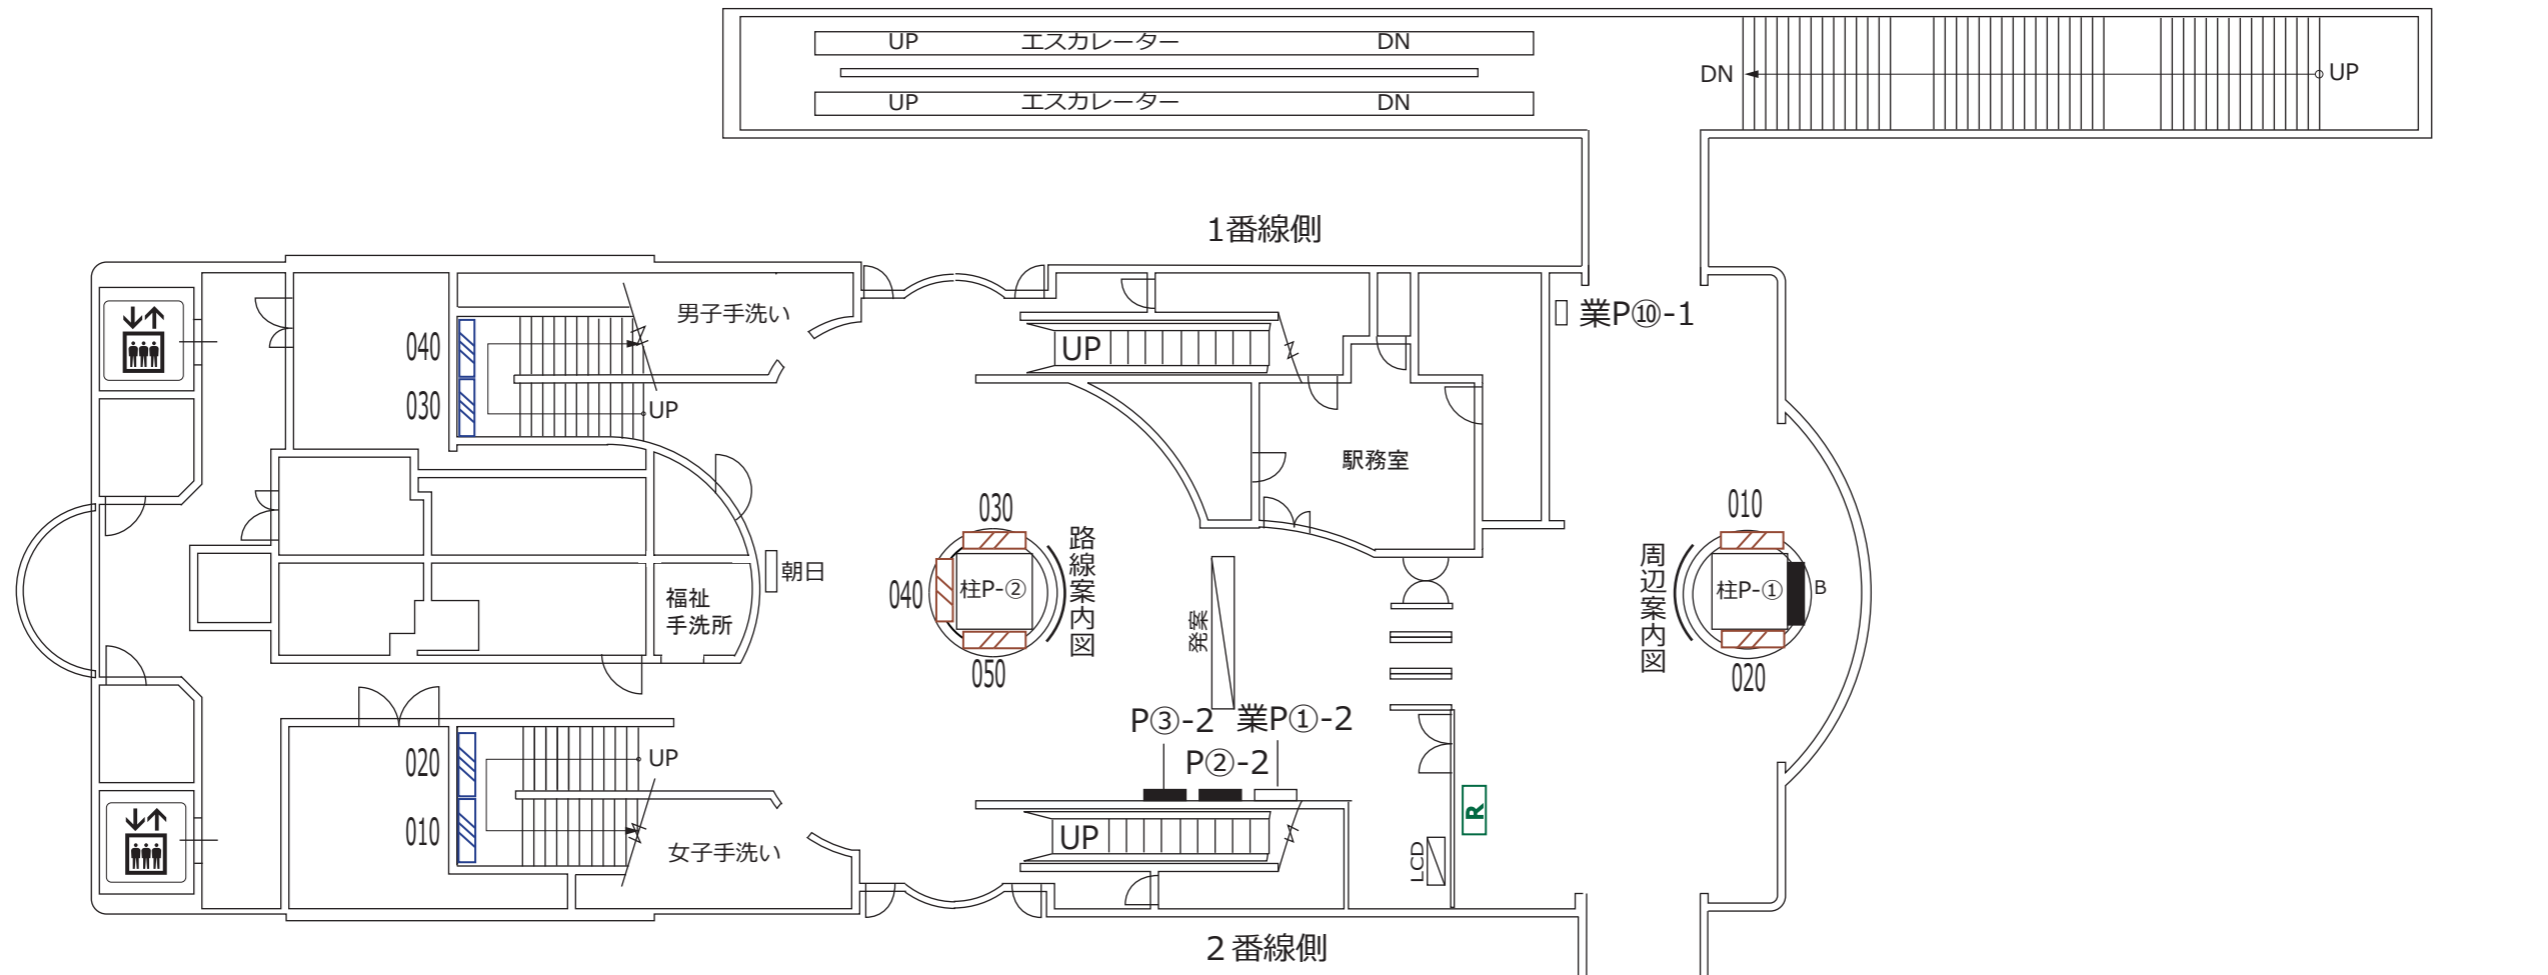 UP エスカレーター DN
UP エスカレーター DN
DN UP
1番線側
男子手洗い
業P⑩-1
040
030
UP
UP
駅務室
010
周辺案内図
柱P-①
B
020
030
路線案内図
040
柱P-②
050
朝日
福祉
手洗所
発案
P③-2
業P①-2
P②-2
020
010
UP
UP
女子手洗い
R
LCD
2番線側